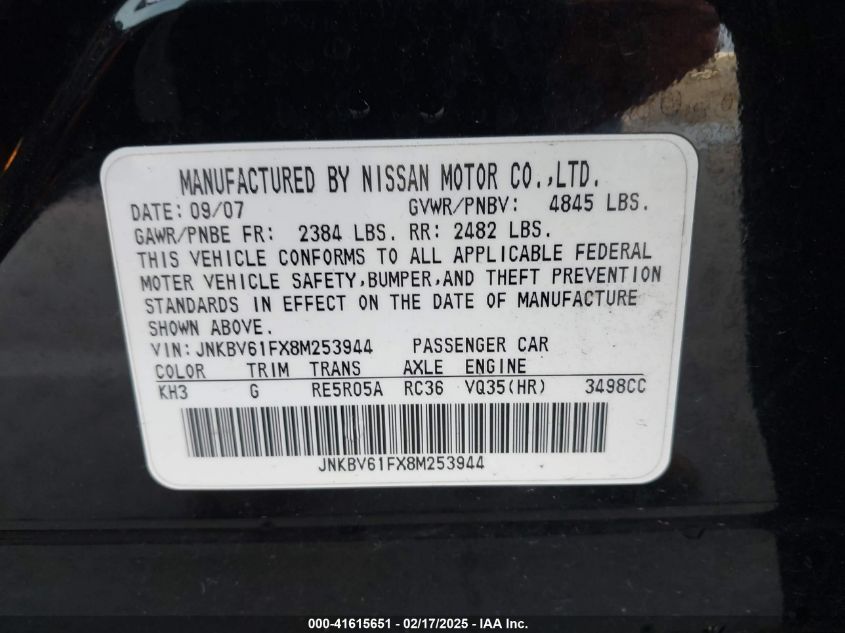 MANUFACTURED BY NISSAN MOTOR CO.,LTD.
DATE: 09/07 GVWR/PNBV: 4845 LBS.
GAWR/PNBE FR: 2384 LBS. RR: 2482 LBS.
THIS VEHICLE CONFORMS TO ALL APPLICABLE FEDERAL
MOTER VEHICLE SAFETY,BUMPER,AND THEFT PREVENTION
STANDARDS IN EFFECT ON THE DATE OF MANUFACTURE
SHOWN ABOVE.
VIN:JNKBV61FX8M253944 PASSENGER CAR
COLOR TRIM TRANS AXLE ENGINE
KH3 G RE5R05A RC36 VQ35(HR) 3498CC
JNKBV61FX8M253944
000-41615651 - 02/17/2025 - IAA Inc.